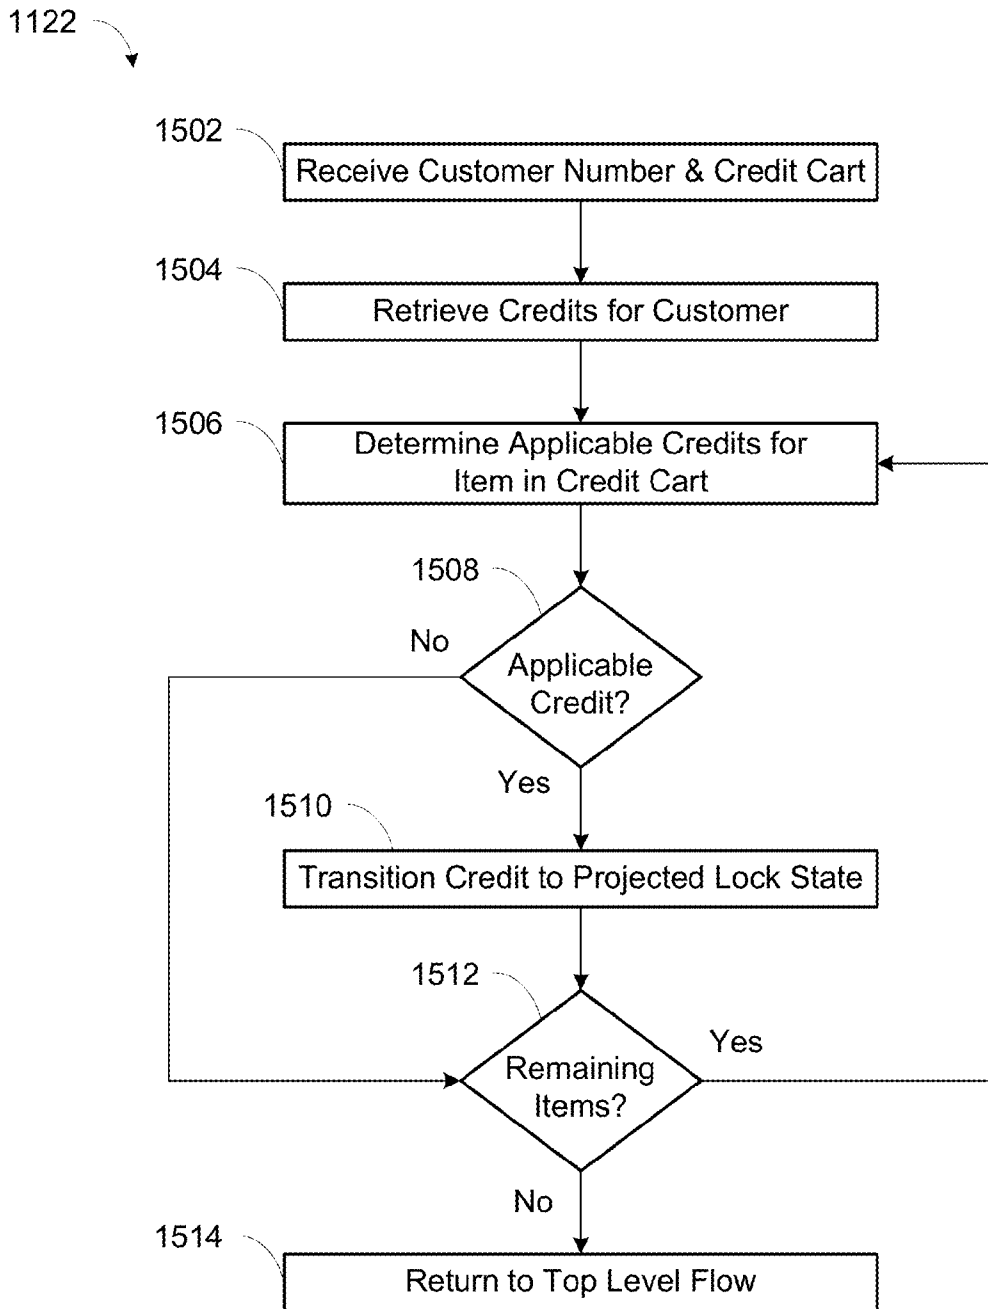 1122
1502
Receive Customer Number & Credit Cart
1504
Retrieve Credits for Customer
1506
Determine Applicable Credits for
Item in Credit Cart
1508
No
Applicable
Credit?
Yes
1510
Transition Credit to Projected Lock State
1512
Yes
Remaining
Items?
No
1514
Return to Top Level Flow